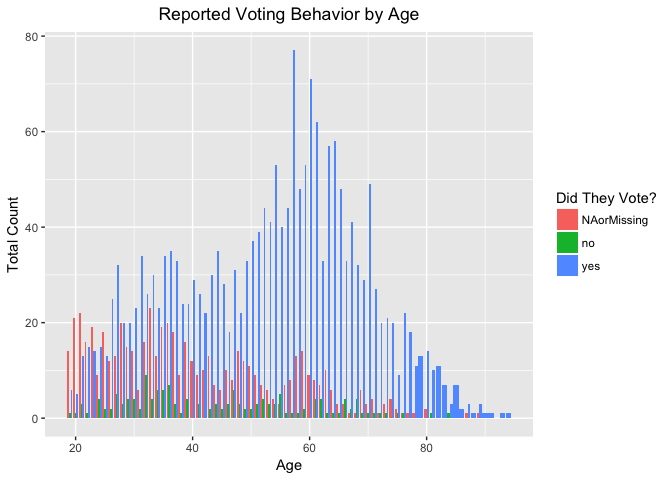 Reported Voting Behavior by Age
80
60
40
20
0
Total Count
20
40
60
80
Age
Did They Vote?
NAorMissing
no
yes